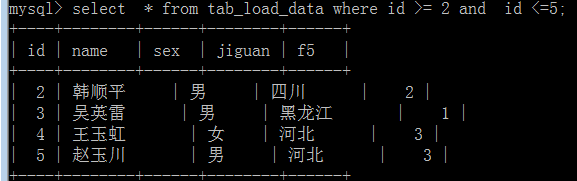 mysql> select  * from tab_load_data where id >= 2 and  id <=5;
+----+--------+------+--------+------+
| id | name   | sex  | jiguan | f5   |
+----+--------+------+--------+------+
|  2 | 韩顺平      | 男    | 四川      |    2 |
|  3 | 吴英雷      | 男    | 黑龙江       |    1 |
|  4 | 王玉虹      | 女    | 河北      |    3 |
|  5 | 赵玉川      | 男    | 河北      |    3 |
+----+--------+------+--------+------+